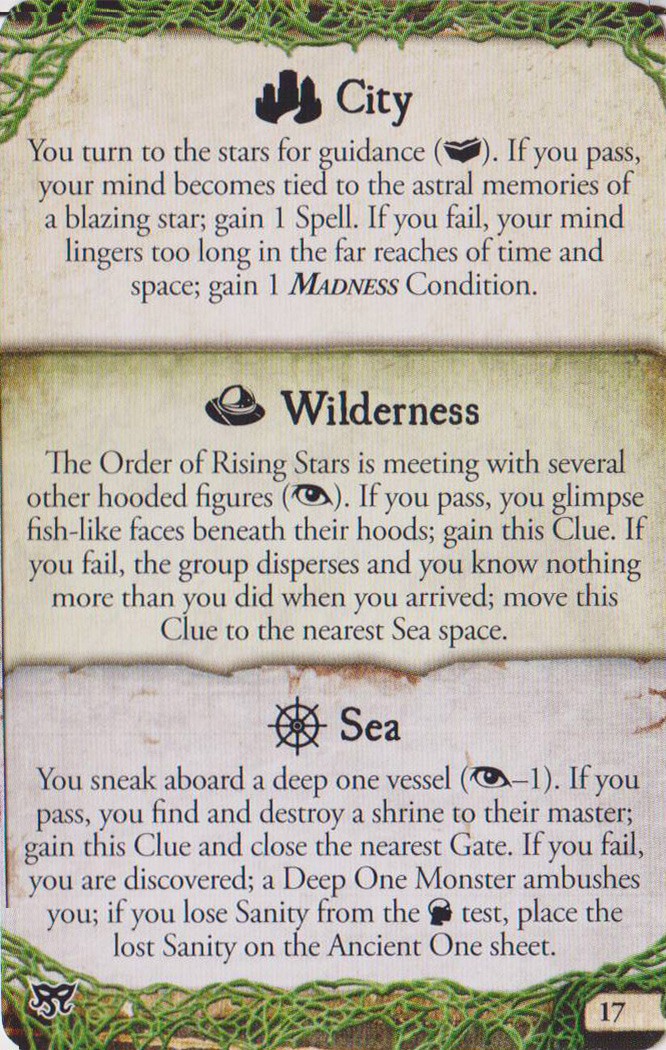 City
You turn to the stars for guidance ( ). If you pass,
your mind becomes tied to the astral memories of
a blazing star; gain 1 Spell. If you fail, your mind
lingers too long in the far reaches of time and
space; gain 1 MADNESS Condition.
Wilderness
The Order of Rising Stars is meeting with several
other hooded figures ( ). If you pass, you glimpse
fish-like faces beneath their hoods; gain this Clue. If
you fail, the group disperses and you know nothing
more than you did when you arrived; move this
Clue to the nearest Sea space.
Sea
You sneak aboard a deep one vessel ( –1). If you
pass, you find and destroy a shrine to their master;
gain this Clue and close the nearest Gate. If you fail,
you are discovered; a Deep One Monster ambushes
you; if you lose Sanity from the test, place the
lost Sanity on the Ancient One sheet.
17